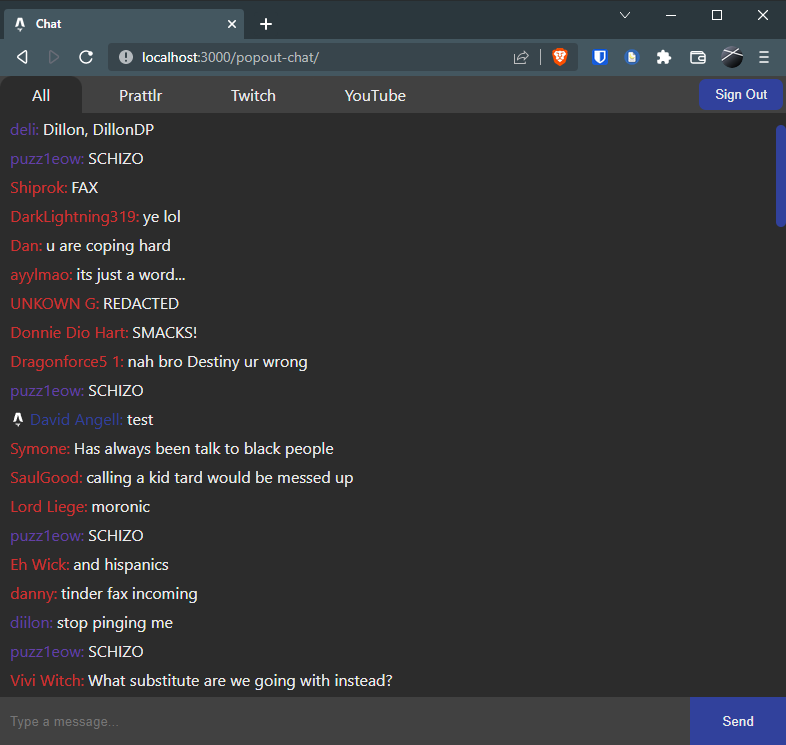 Chat
localhost:3000/popout-chat/
All Prattlr Twitch YouTube Sign Out
deli: Dillon, DillonDP
puzz1eow: SCHIZO
Shiprok: FAX
DarkLightning319: ye lol
Dan: u are coping hard
ayylmao: its just a word...
UNKOWN G: REDACTED
Donnie Dio Hart: SMACKS!
Dragonforce5 1: nah bro Destiny ur wrong
puzz1eow: SCHIZO
David Angell: test
Symone: Has always been talk to black people
SaulGood: calling a kid tard would be messed up
Lord Liege: moronic
puzz1eow: SCHIZO
Eh Wick: and hispanics
danny: tinder fax incoming
diilon: stop pinging me
puzz1eow: SCHIZO
Vivi Witch: What substitute are we going with instead?
Type a message... Send